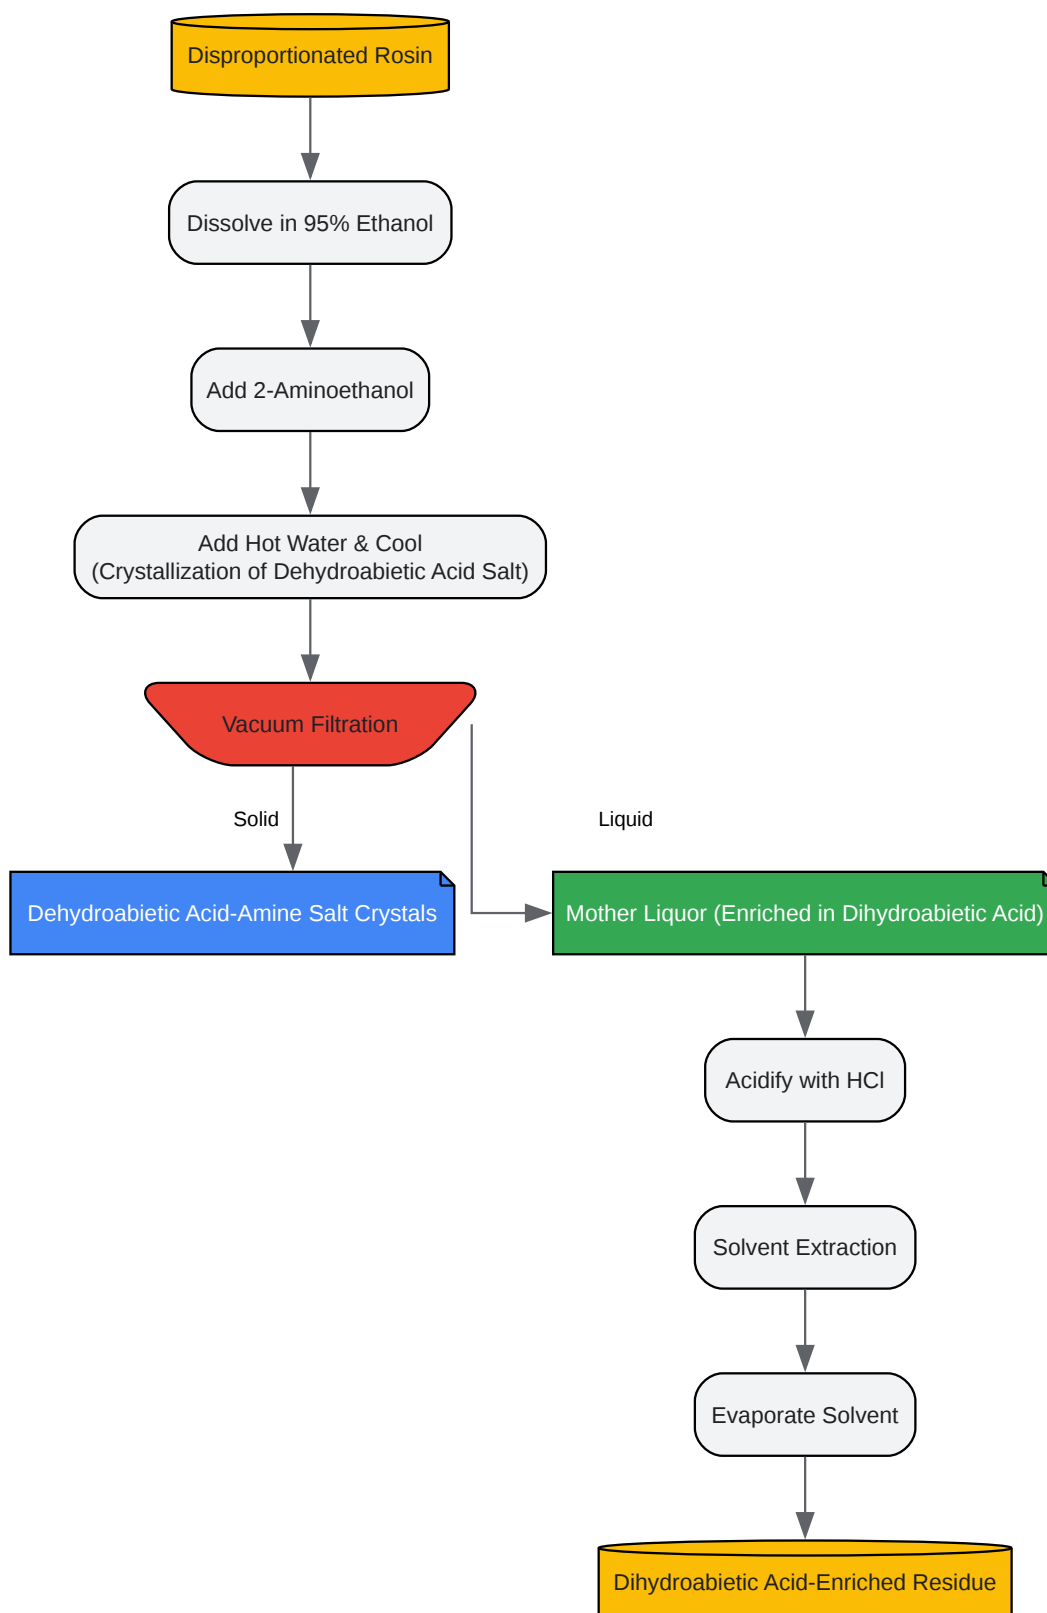 Disproportionated Rosin
Dissolve in 95% Ethanol
Add 2-Aminoethanol
Add Hot Water & Cool
(Crystallization of Dehydroabietic Acid Salt)
Vacuum Filtration
Solid
Liquid
Dehydroabietic Acid-Amine Salt Crystals
Mother Liquor (Enriched in Dihydroabietic Acid)
Acidify with HCl
Solvent Extraction
Evaporate Solvent
Dihydroabietic Acid-Enriched Residue